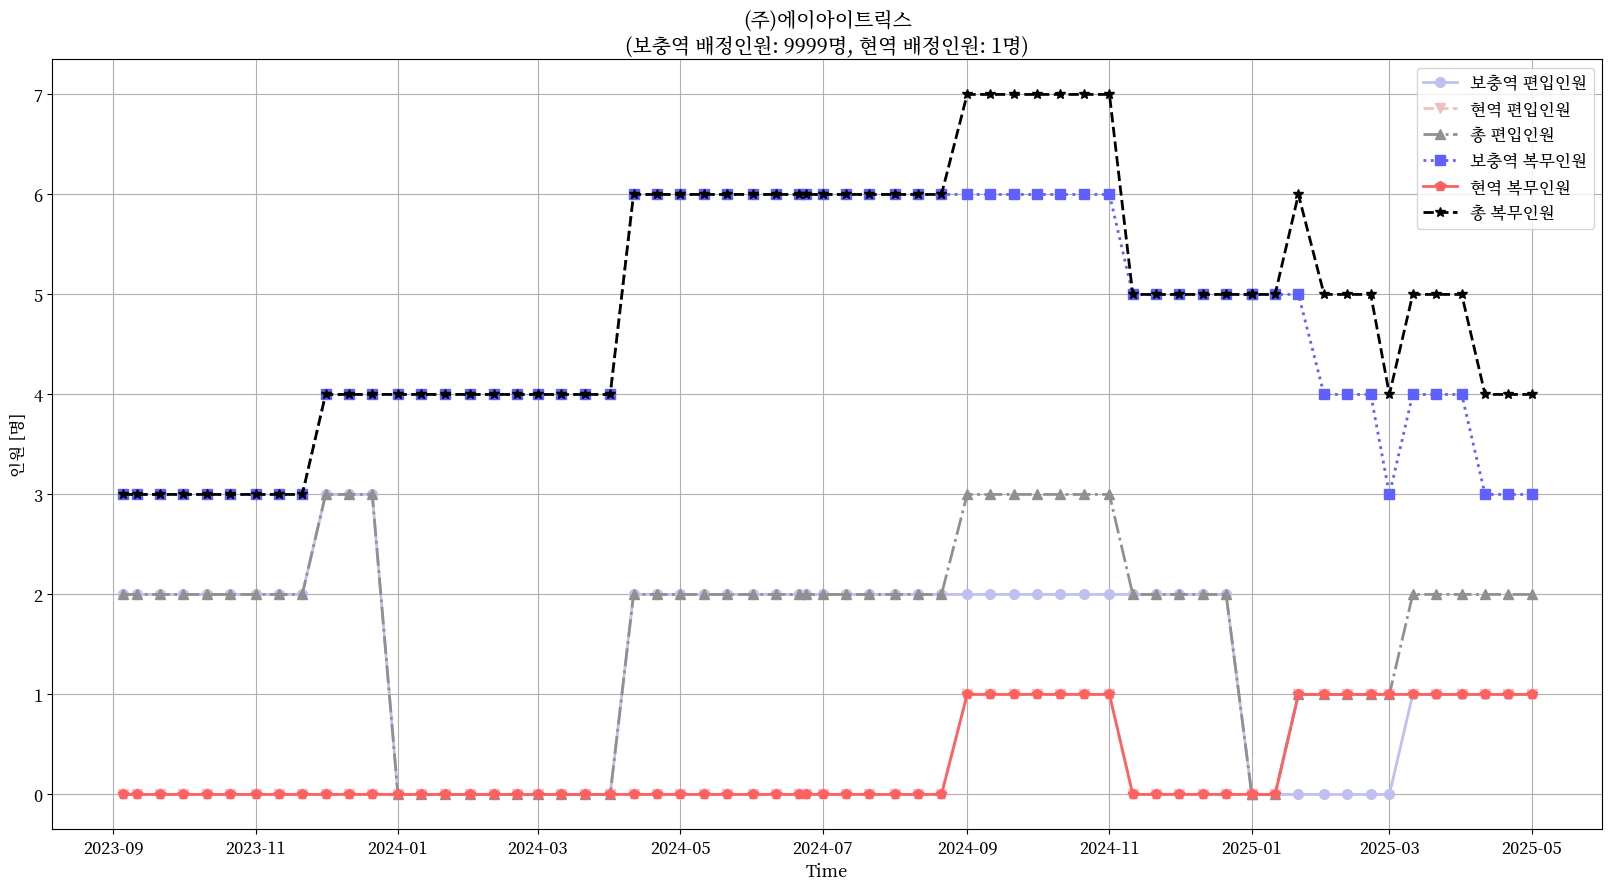 (주)에이아이트릭스
(보충역 배정인원: 9999명, 현역 배정인원: 1명)
보충역 편입인원
현역 편입인원
총 편입인원
보충역 복무인원
현역 복무인원
총 복무인원
7
6
5
4
3
2
1
0
인원 [명]
2023-09 2023-11 2024-01 2024-03 2024-05 2024-07 2024-09 2024-11 2025-01 2025-03 2025-05
Time